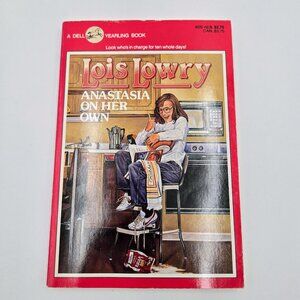 A DELL YEARLING BOOK
Look who's in charge for ten whole days!
Lois Lowry
ANASTASIA
ON HER
OWN